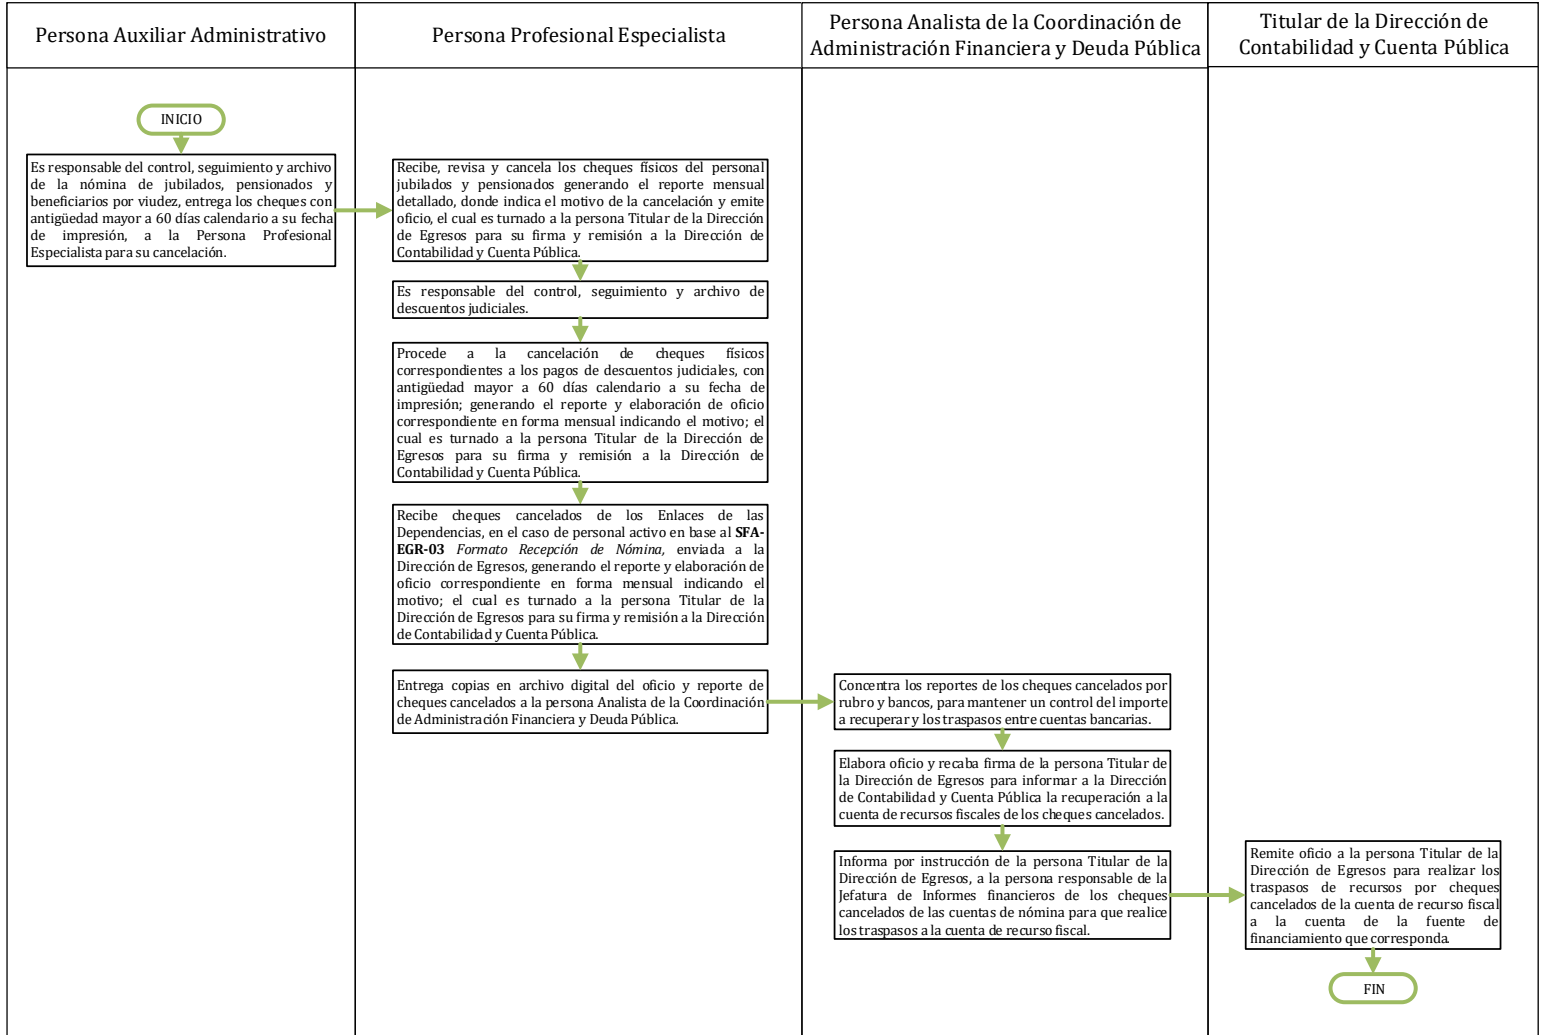 Persona Auxiliar Administrativo
Persona Profesional Especialista
Persona Analista de la Coordinación de
Administración Financiera y Deuda Pública
Titular de la Dirección de
Contabilidad y Cuenta Pública
INICIO
Es responsable del control, seguimiento y archivo
de la nómina de jubilados, pensionados y
beneficiarios por viudez, entrega los cheques con
antigüedad mayor a 60 días calendario a su fecha
de impresión, a la Persona Profesional
Especialista para su cancelación.
Recibe, revisa y cancela los cheques físicos del personal
jubilados y pensionados generando el reporte mensual
detallado, donde indica el motivo de la cancelación y emite
oficio, el cual es turnado a la persona Titular de la Dirección
de Egresos para su firma y remisión a la Dirección de
Contabilidad y Cuenta Pública.
Es responsable del control, seguimiento y archivo de
descuentos judiciales.
Procede a la cancelación de cheques físicos
correspondientes a los pagos de descuentos judiciales, con
antigüedad mayor a 60 días calendario a su fecha de
impresión; generando el reporte y elaboración de oficio
correspondiente en forma mensual indicando el motivo; el
cual es turnado a la persona Titular de la Dirección de
Egresos para su firma y remisión a la Dirección de
Contabilidad y Cuenta Pública.
Recibe cheques cancelados de los Enlaces de las
Dependencias, en el caso de personal activo en base al SFA-
EGR-03 Formato Recepción de Nómina, enviada a la
Dirección de Egresos, generando el reporte y elaboración de
oficio correspondiente en forma mensual indicando el
motivo; el cual es turnado a la persona Titular de la
Dirección de Egresos para su firma y remisión a la Dirección
de Contabilidad y Cuenta Pública.
Entrega copias en archivo digital del oficio y reporte de
cheques cancelados a la persona Analista de la Coordinación
de Administración Financiera y Deuda Pública.
Concentra los reportes de los cheques cancelados por
rubro y bancos, para mantener un control del importe
a recuperar y los traspasos entre cuentas bancarias.
Elabora oficio y recaba firma de la persona Titular de
la Dirección de Egresos para informar a la Dirección
de Contabilidad y Cuenta Pública la recuperación a la
cuenta de recursos fiscales de los cheques cancelados.
Informa por instrucción de la persona Titular de la
Dirección de Egresos, a la persona responsable de la
Jefatura de Informes financieros de los cheques
cancelados de las cuentas de nómina para que realice
los traspasos a la cuenta de recurso fiscal.
Remite oficio a la persona Titular de la
Dirección de Egresos para realizar los
traspasos de recursos por cheques
cancelados de la cuenta de recurso fiscal
a la cuenta de la fuente de
financiamiento que corresponda.
FIN